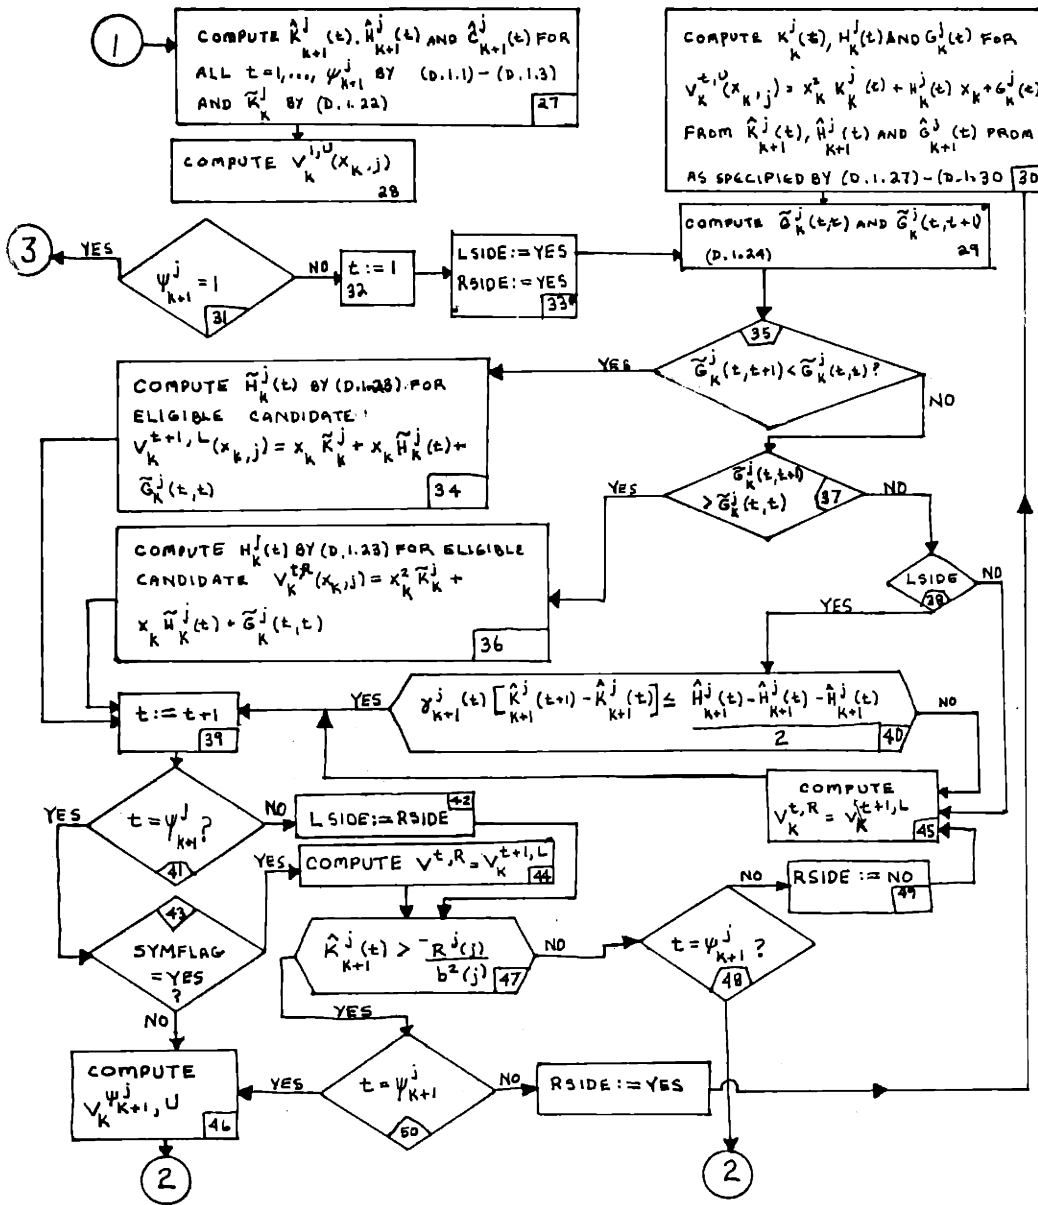 1
COMPUTE K̂^j_{k+1}(t), Ĥ^j_{k+1}(t) AND Ĉ^j_{k+1}(t) FOR
ALL t=1,..., ψ^j_{k+1} BY (D.1.1)-(D.1.3)
AND K̃^j_k BY (D.1.22)
27
COMPUTE V^{1,U}_k(x_k,j)
28
COMPUTE K^j_k(t), H^j_k(t) AND G^j_k(t) FOR
V^{t,U}_k(x_k,j) = x²_k K^j_k(t) + H^j_k(t) x_k + G^j_k(t)
FROM K̂^j_{k+1}(t), Ĥ^j_{k+1}(t) AND Ĝ^j_{k+1}(t) FROM
AS SPECIFIED BY (D.1.27)-(D.1.30
30
COMPUTE G̃^j_k(t,t) AND G̃^j_k(t,t+1)
(D.1.24)
29
3
YES
ψ^j_{k+1} = 1
31
NO
t:=1
32
LSIDE:=YES
RSIDE:=YES
33
35
G̃^j_k(t,t+1) < G̃^j_k(t,t)?
YES
NO
COMPUTE H̃^j_k(t) BY (D.1.23) FOR
ELIGIBLE CANDIDATE
V^{t+1,L}_k(x_k,j) = x_k K̃^j_k + x_k H̃^j_k(t) +
G̃^j_k(t,t)
34
G̃^j_k(t,t+1)
> G̃^j_k(t,t)
37
YES
NO
COMPUTE H^j_k(t) BY (D.1.23) FOR ELIGIBLE
CANDIDATE V^{t,R}_k(x_k,j) = x²_k K̃^j_k +
x_k H̃^j_k(t) + G̃^j_k(t,t)
36
LSIDE
38
NO
YES
t:=t+1
39
YES
γ^j_{k+1}(t) [K̂^j_{k+1}(t+1) - K̂^j_{k+1}(t)] ≤ Ĥ^j_{k+1}(t) - Ĥ^j_{k+1}(t) - Ĥ^j_{k+1}(t)
2
40
NO
COMPUTE
V^{t,R}_k = V^{t+1,L}_k
45
YES
t = ψ^j_{k+1}?
41
NO
LSIDE:=RSIDE
42
YES
COMPUTE V^{t,R} = V^{t+1,L}_k
44
43
SYMFLAG
=YES
?
NO
K̂^j_{k+1}(t) > -R^j(j)
b²(j)
47
NO
YES
t = ψ^j_{k+1}?
48
NO
RSIDE := NO
49
COMPUTE
V^{ψ^j_{k+1},U}_k
46
YES
t = ψ^j_{k+1}
50
NO
RSIDE:=YES
2
2